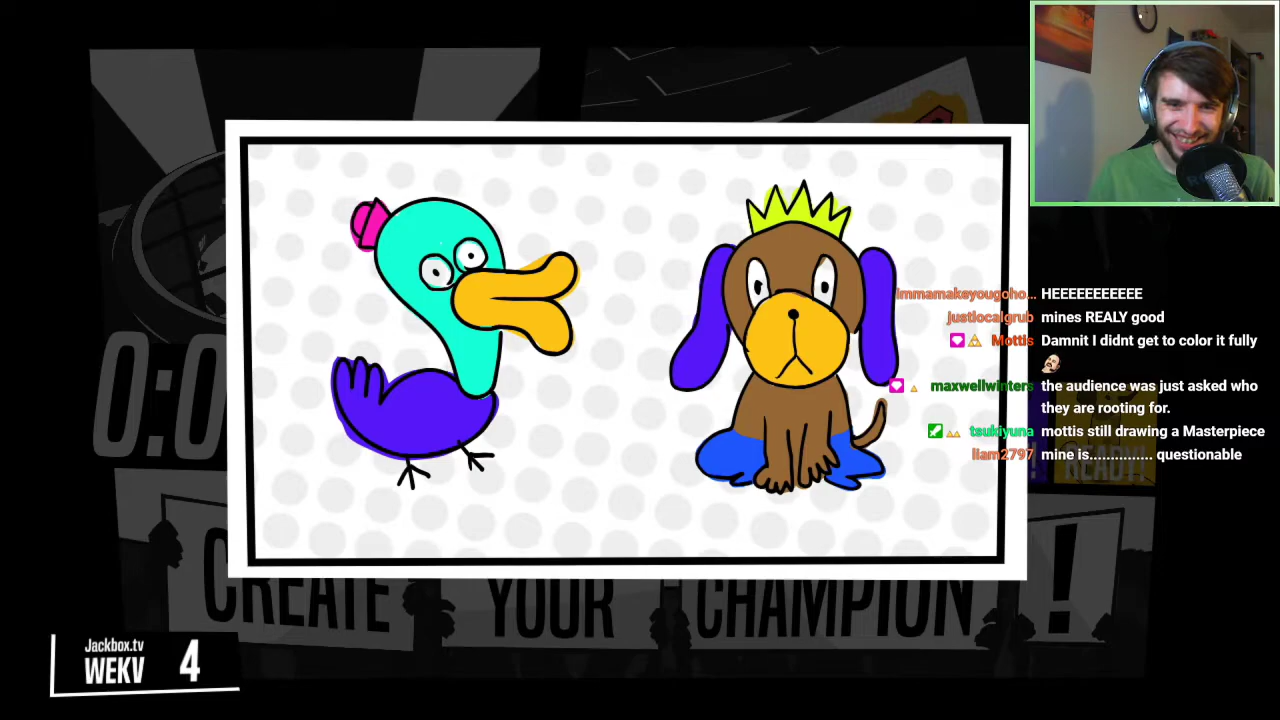 immamakeyougoho... HEEEEEEEEEEE
justlocalgrub mines REALY good
Mottis Damnit I didnt get to color it fully
maxwellwinters the audience was just asked who
they are rooting for.
tsukiyuna mottis still drawing a Masterpiece
liam2797 mine is.............. questionable
0:0
READY!
CREATE YOUR CHAMPION!
Jackbox.tv
WEKV 4